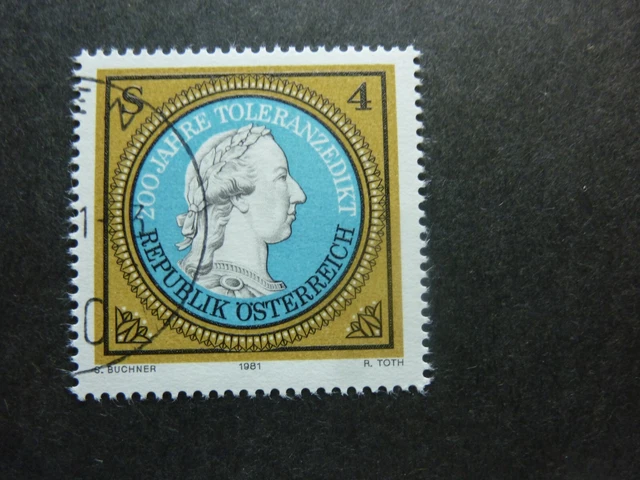 S 4
200 JAHRE TOLERANZEDIKT
REPUBLIK ÖSTERREICH
S. BUCHNER 1981 R. TOTH